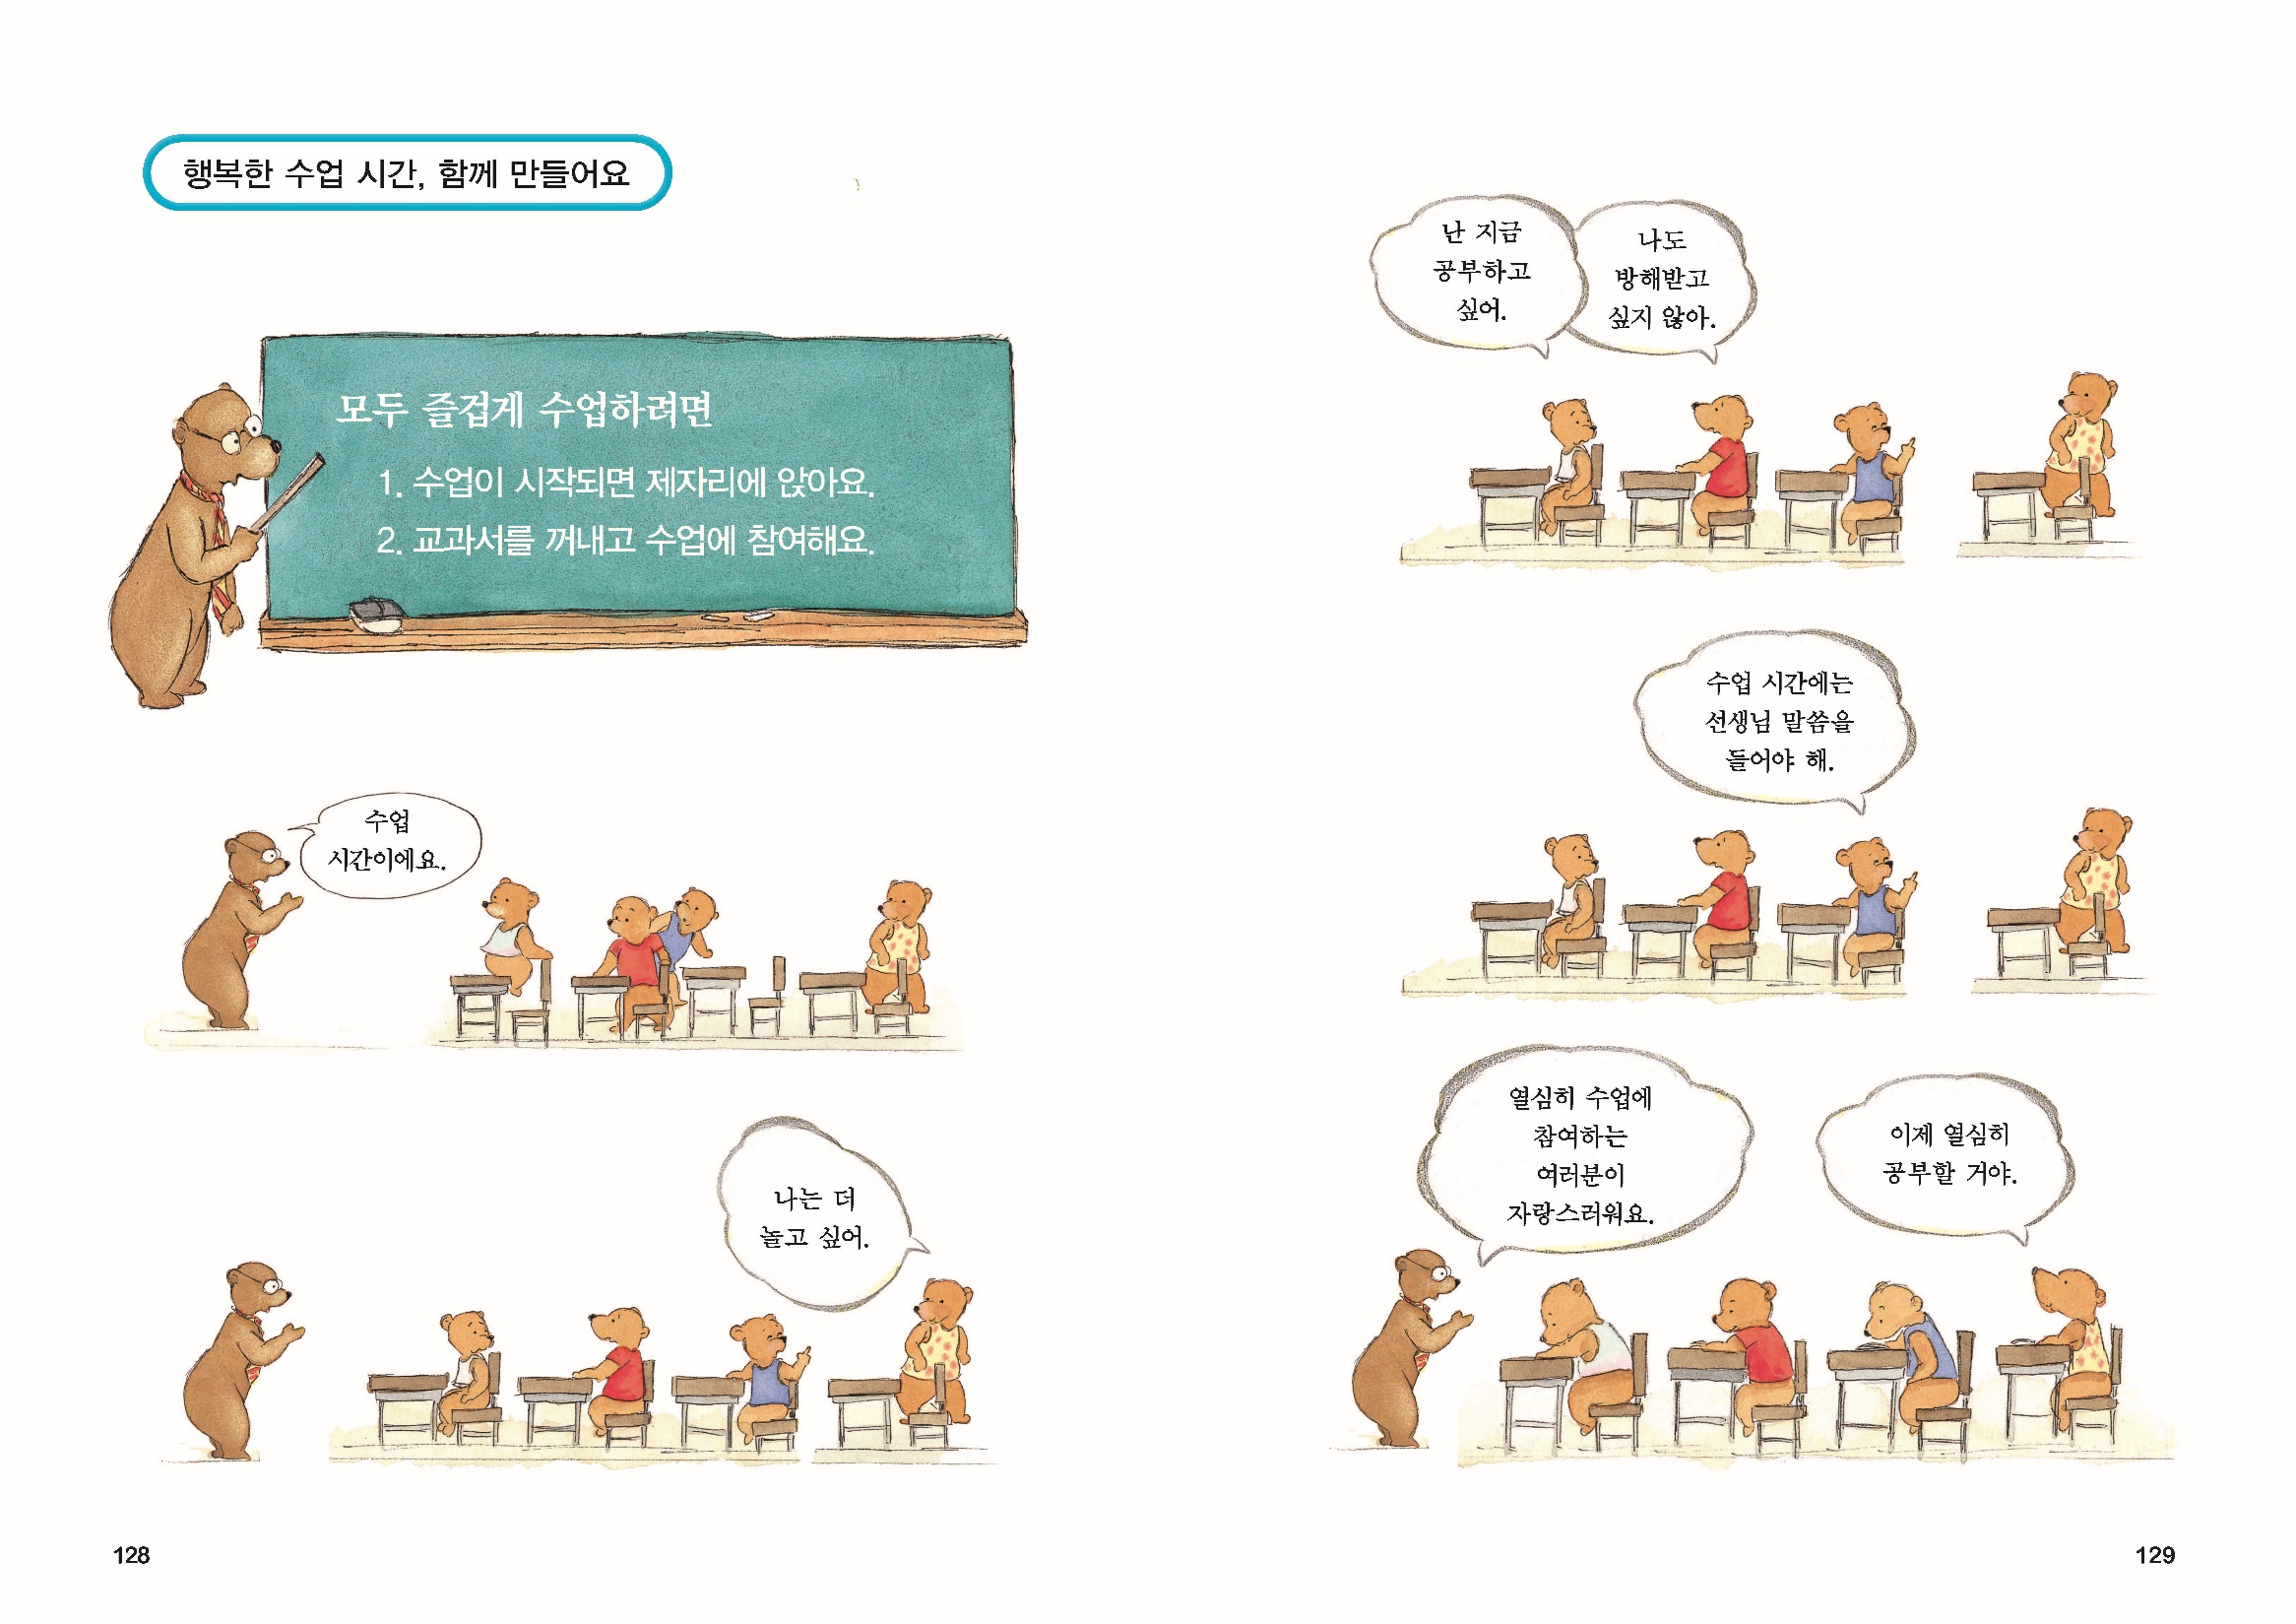 행복한 수업 시간, 함께 만들어요
모두 즐겁게 수업하려면
1. 수업이 시작되면 제자리에 앉아요.
2. 교과서를 꺼내고 수업에 참여해요.
수업
시간이에요.
나는 더
놀고 싶어.
128
난 지금
공부하고
싶어.
나도
방해받고
싶지 않아.
수업 시간에는
선생님 말씀을
들어야 해.
열심히 수업에
참여하는
여러분이
자랑스러워요.
이제 열심히
공부할 거야.
129